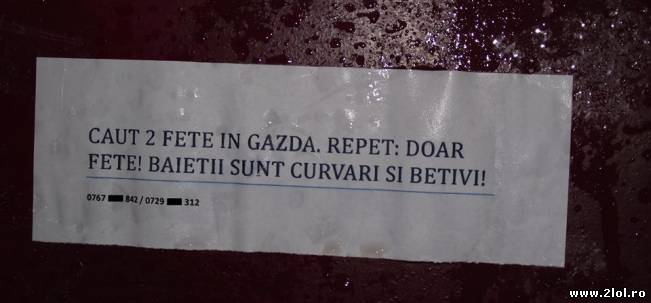 CAUT 2 FETE IN GAZDA. REPET: DOAR
FETE! BAIETII SUNT CURVARI SI BETIVI!
0767 842 / 0729 312
www.2lol.ro